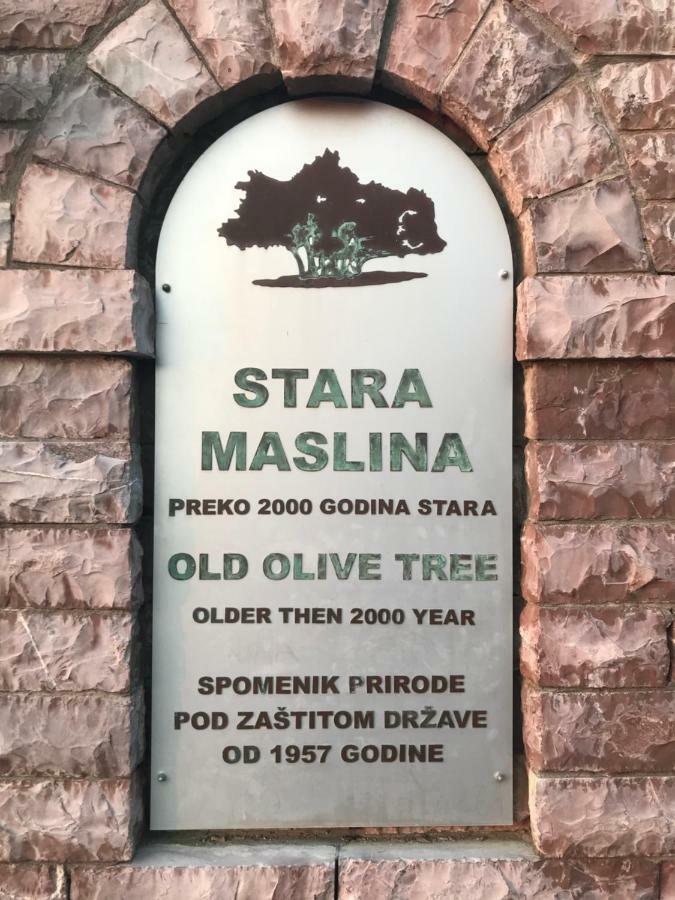 STARA
MASLINA
PREKO 2000 GODINA STARA
OLD OLIVE TREE
OLDER THEN 2000 YEAR
SPOMENIK PRIRODE
POD ZAŠTITOM DRŽAVE
OD 1957 GODINE